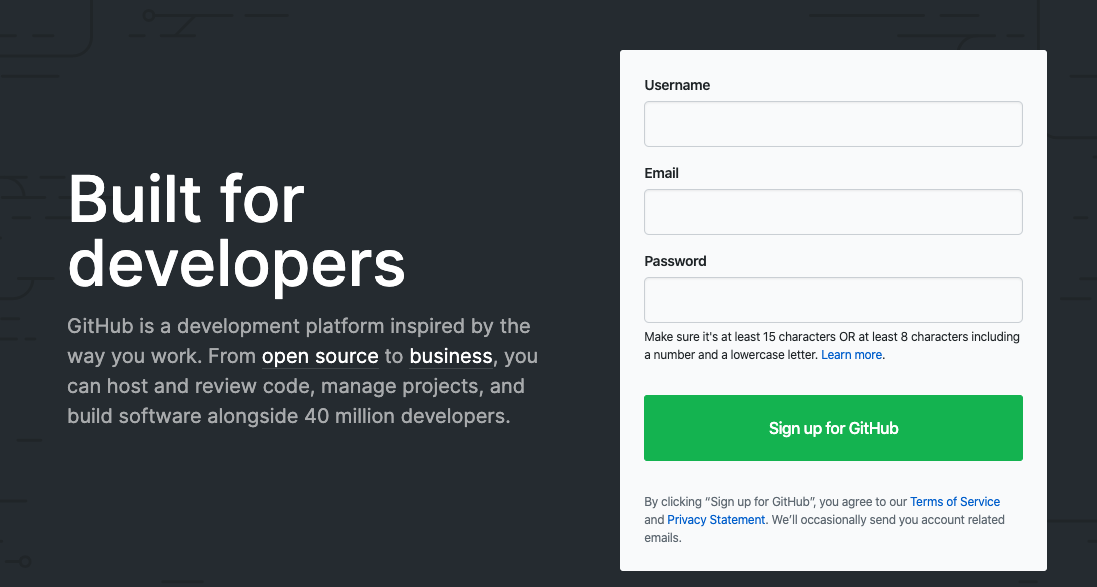 Built for
developers
GitHub is a development platform inspired by the
way you work. From open source to business, you
can host and review code, manage projects, and
build software alongside 40 million developers.
Username
Email
Password
Make sure it's at least 15 characters OR at least 8 characters including
a number and a lowercase letter. Learn more.
Sign up for GitHub
By clicking “Sign up for GitHub”, you agree to our Terms of Service
and Privacy Statement. We’ll occasionally send you account related
emails.